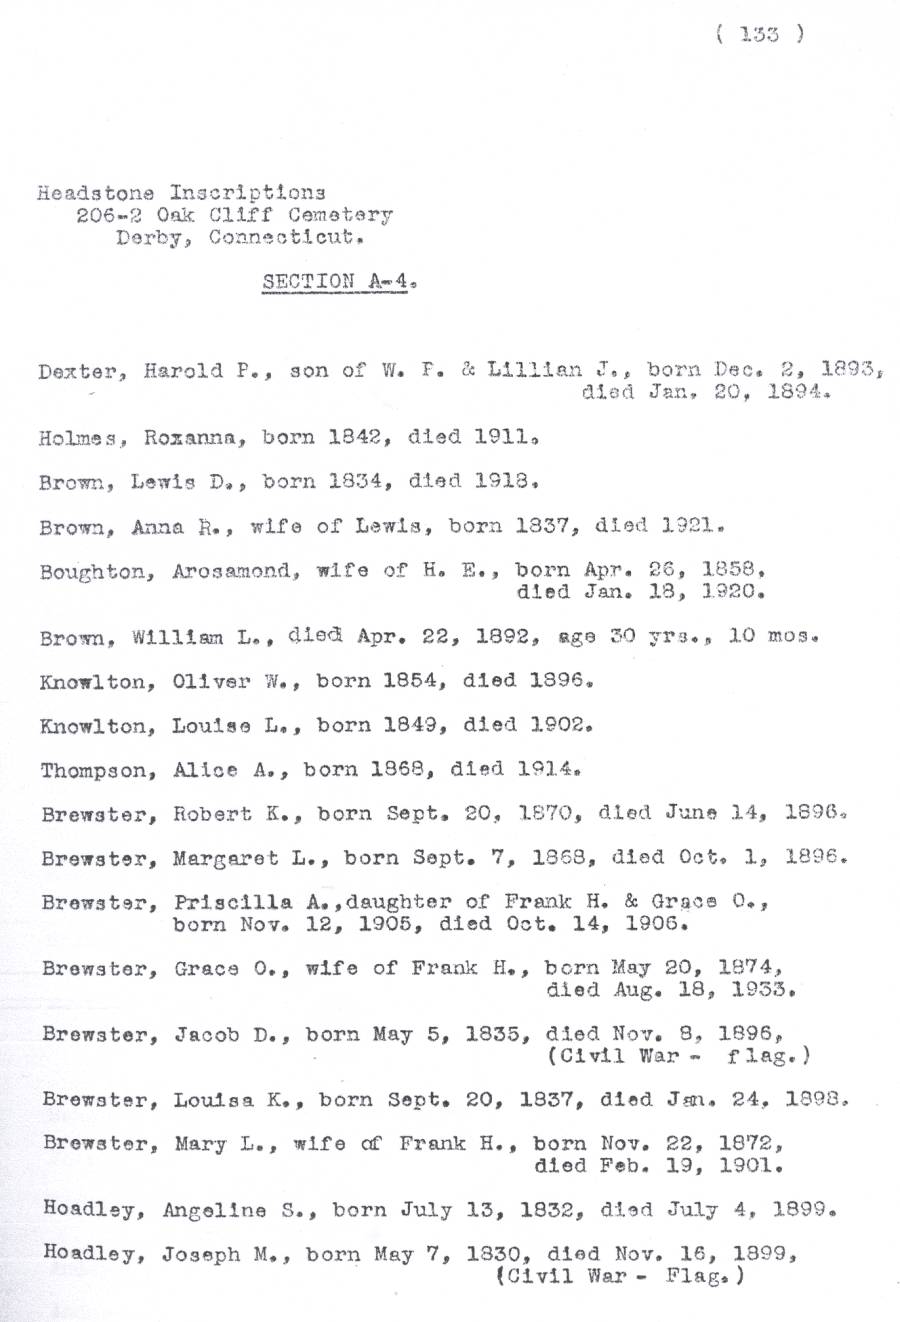 ( 133 )
Headstone Inscriptions
206-2 Oak Cliff Cemetery
Derby, Connecticut.
SECTION A-4.
Dexter, Harold P., son of W. F. & Lillian J., born Dec. 2, 1893,
died Jan. 20, 1894.
Holmes, Roxanna, born 1842, died 1911.
Brown, Lewis D., born 1834, died 1918.
Brown, Anna R., wife of Lewis, born 1837, died 1921.
Boughton, Arosamond, wife of H. E., born Apr. 26, 1858,
died Jan. 18, 1920.
Brown, William L., died Apr. 22, 1892, age 30 yrs., 10 mos.
Knowlton, Oliver W., born 1854, died 1896.
Knowlton, Louise L., born 1849, died 1902.
Thompson, Alice A., born 1868, died 1914.
Brewster, Robert K., born Sept. 20, 1870, died June 14, 1896.
Brewster, Margaret L., born Sept. 7, 1868, died Oct. 1, 1896.
Brewster, Priscilla A.,daughter of Frank H. & Grace O.,
born Nov. 12, 1905, died Oct. 14, 1906.
Brewster, Grace O., wife of Frank H., born May 20, 1874,
died Aug. 18, 1933.
Brewster, Jacob D., born May 5, 1835, died Nov. 8, 1896,
(Civil War - flag.)
Brewster, Louisa K., born Sept. 20, 1837, died Jan. 24, 1898.
Brewster, Mary L., wife of Frank H., born Nov. 22, 1872,
died Feb. 19, 1901.
Hoadley, Angeline S., born July 13, 1832, died July 4, 1899.
Hoadley, Joseph M., born May 7, 1830, died Nov. 16, 1899,
(Civil War - Flag.)